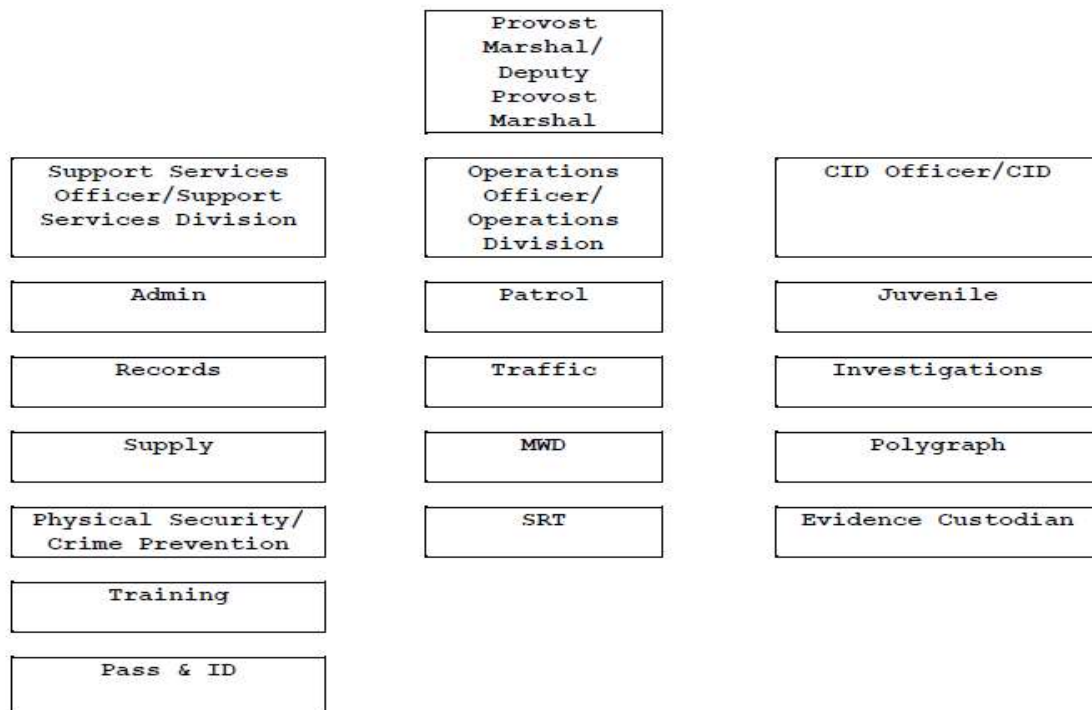 Provost
Marshal/
Deputy
Provost
Marshal
Support Services
Officer/Support
Services Division
Operations
Officer/
Operations
Division
CID Officer/CID
Admin
Patrol
Juvenile
Records
Traffic
Investigations
Supply
MWD
Polygraph
Physical Security/
Crime Prevention
SRT
Evidence Custodian
Training
Pass & ID